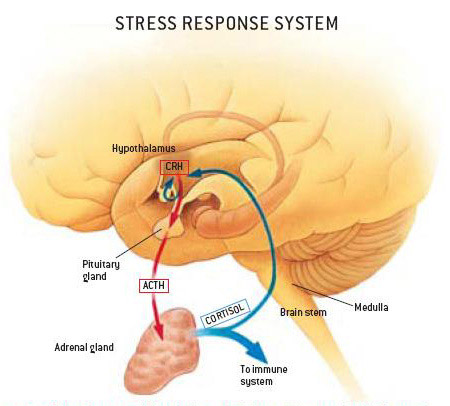 STRESS RESPONSE SYSTEM
Hypothalamus
CRH
Pituitary
gland
ACTH
CORTISOL
Brain stem
Medulla
Adrenal gland
To immune
system